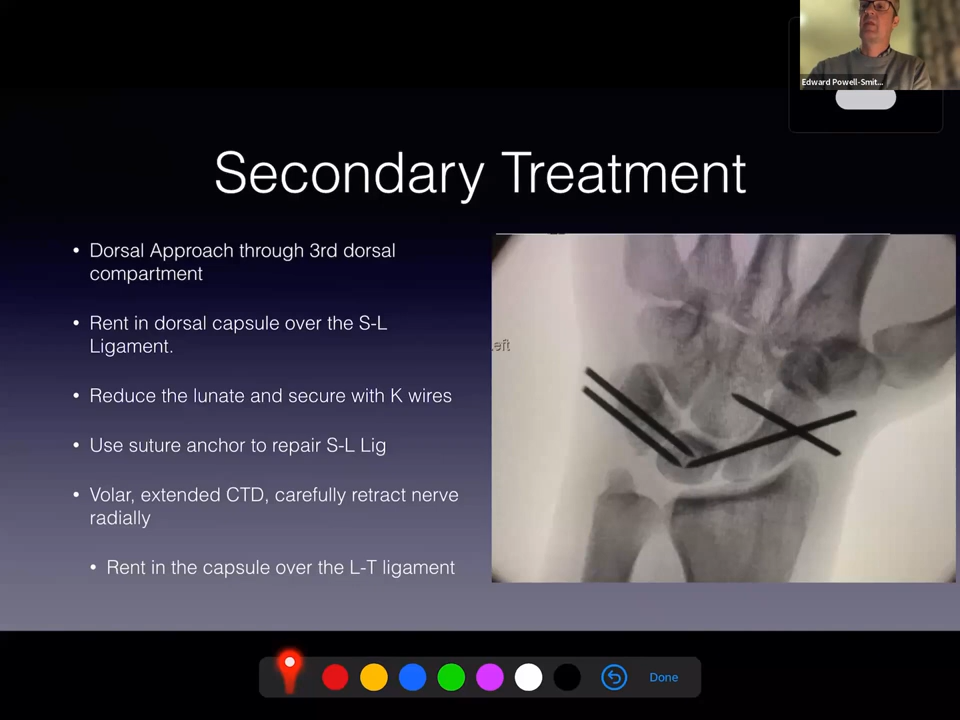 Edward Powell-Smit...
Secondary Treatment
• Dorsal Approach through 3rd dorsal
compartment
• Rent in dorsal capsule over the S-L
Ligament.
• Reduce the lunate and secure with K wires
• Use suture anchor to repair S-L Lig
• Volar, extended CTD, carefully retract nerve
radially
• Rent in the capsule over the L-T ligament
eft
Done